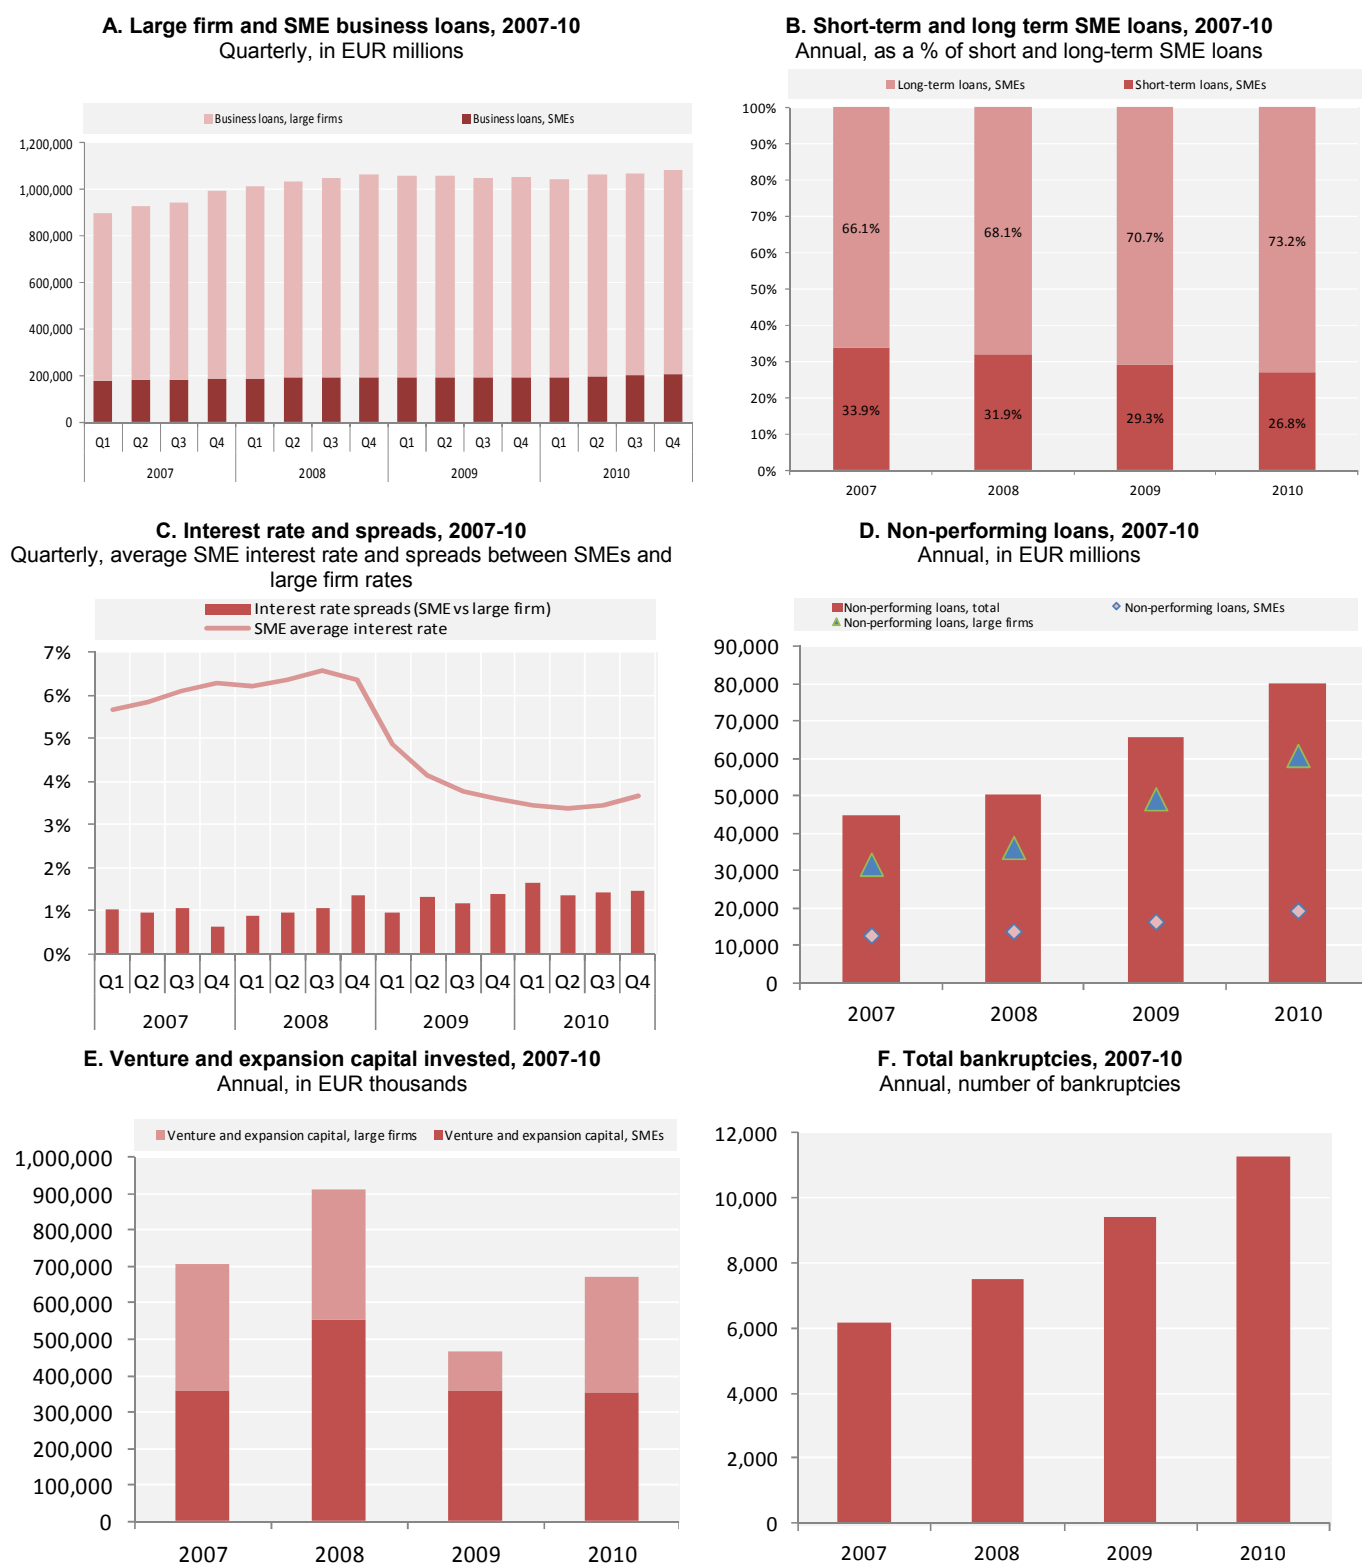 A. Large firm and SME business loans, 2007-10
Quarterly, in EUR millions
Business loans, large firms Business loans, SMEs
1,200,000
1,000,000
800,000
600,000
400,000
200,000
0
Q1 Q2 Q3 Q4 Q1 Q2 Q3 Q4 Q1 Q2 Q3 Q4 Q1 Q2 Q3 Q4
2007 2008 2009 2010
B. Short-term and long term SME loans, 2007-10
Annual, as a % of short and long-term SME loans
Long-term loans, SMEs Short-term loans, SMEs
100%
90%
80%
70%
60%
50%
40%
30%
20%
10%
0%
66.1% 68.1% 70.7% 73.2%
33.9% 31.9% 29.3% 26.8%
2007 2008 2009 2010
C. Interest rate and spreads, 2007-10
Quarterly, average SME interest rate and spreads between SMEs and
large firm rates
Interest rate spreads (SME vs large firm)
SME average interest rate
7%
6%
5%
4%
3%
2%
1%
0%
Q1 Q2 Q3 Q4 Q1 Q2 Q3 Q4 Q1 Q2 Q3 Q4 Q1 Q2 Q3 Q4
2007 2008 2009 2010
D. Non-performing loans, 2007-10
Annual, in EUR millions
Non-performing loans, total Non-performing loans, SMEs
Non-performing loans, large firms
90,000
80,000
70,000
60,000
50,000
40,000
30,000
20,000
10,000
0
2007 2008 2009 2010
E. Venture and expansion capital invested, 2007-10
Annual, in EUR thousands
Venture and expansion capital, large firms Venture and expansion capital, SMEs
1,000,000
900,000
800,000
700,000
600,000
500,000
400,000
300,000
200,000
100,000
0
2007 2008 2009 2010
F. Total bankruptcies, 2007-10
Annual, number of bankruptcies
12,000
10,000
8,000
6,000
4,000
2,000
0
2007 2008 2009 2010